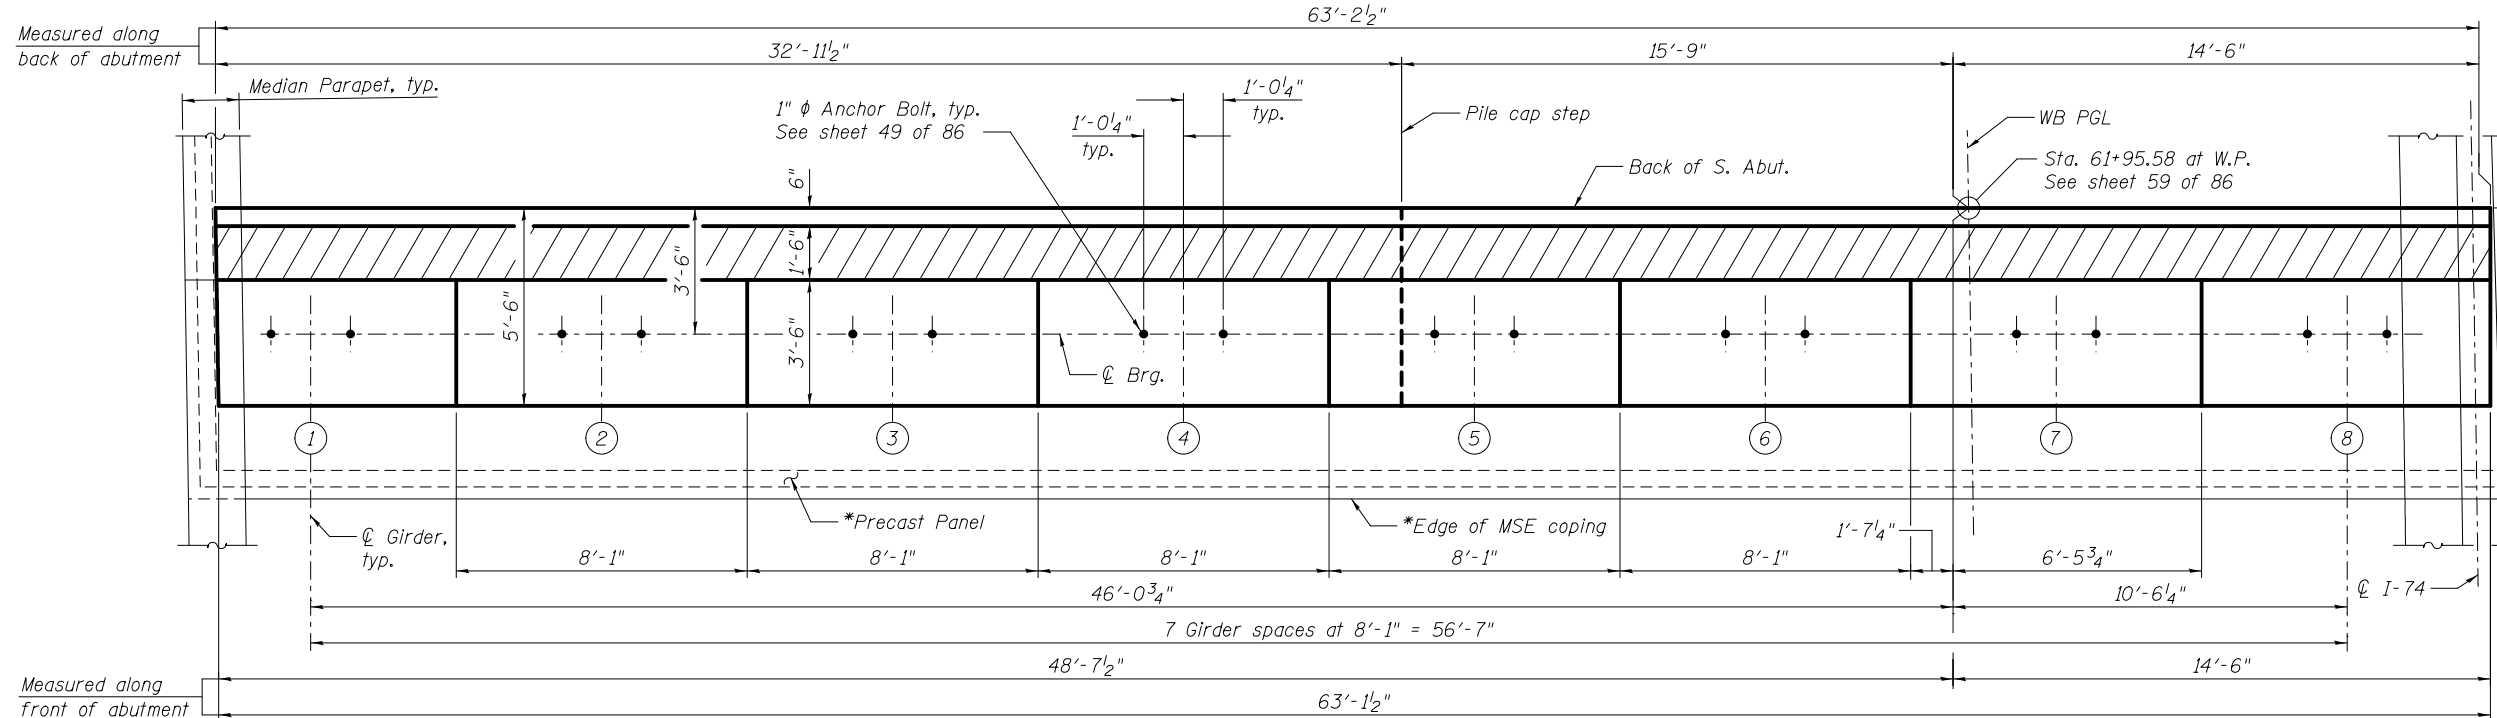 63'-2½"
Measured along
back of abutment
32'-11½"
15'-9"
14'-6"
Median Parapet, typ.
1'-0¼"
typ.
1" ϕ Anchor Bolt, typ.
See sheet 49 of 86
1'-0¼"
typ.
Pile cap step
WB PGL
Back of S. Abut.
Sta. 61+95.58 at W.P.
See sheet 59 of 86
6"
1'-6"
3'-6"
5'-6"
3'-6"
℄ Brg.
1
2
3
4
5
6
7
8
*Precast Panel
*Edge of MSE coping
℄ Girder,
typ.
1'-7¼"
8'-1"
8'-1"
8'-1"
8'-1"
8'-1"
6'-5¾"
℄ I-74
46'-0¾"
10'-6¼"
7 Girder spaces at 8'-1" = 56'-7"
48'-7½"
14'-6"
Measured along
front of abutment
63'-1½"